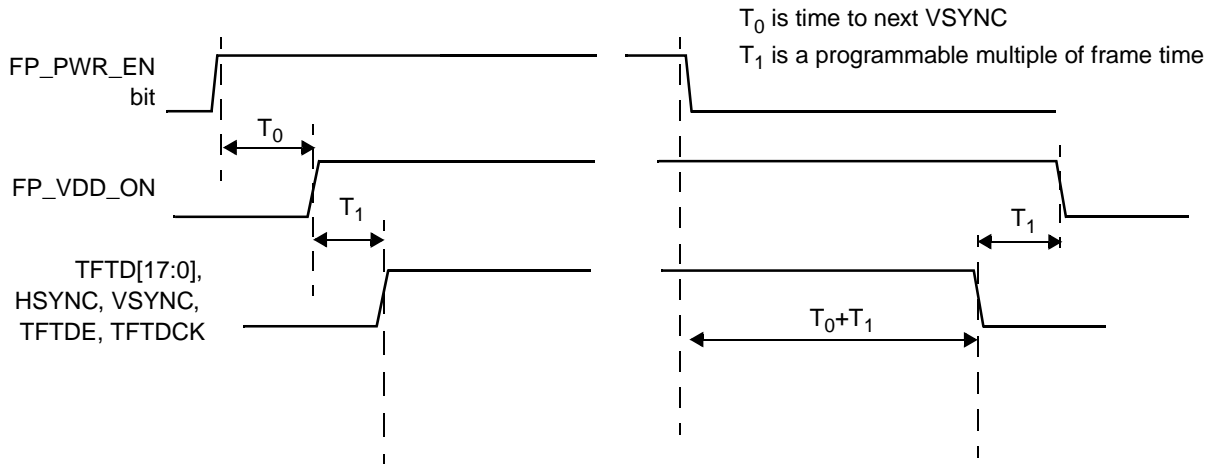 T0 is time to next VSYNC
T1 is a programmable multiple of frame time
FP_PWR_EN
bit
T0
FP_VDD_ON
T1
T1
TFTD[17:0],
HSYNC, VSYNC,
TFTDE, TFTDCK
T0+T1